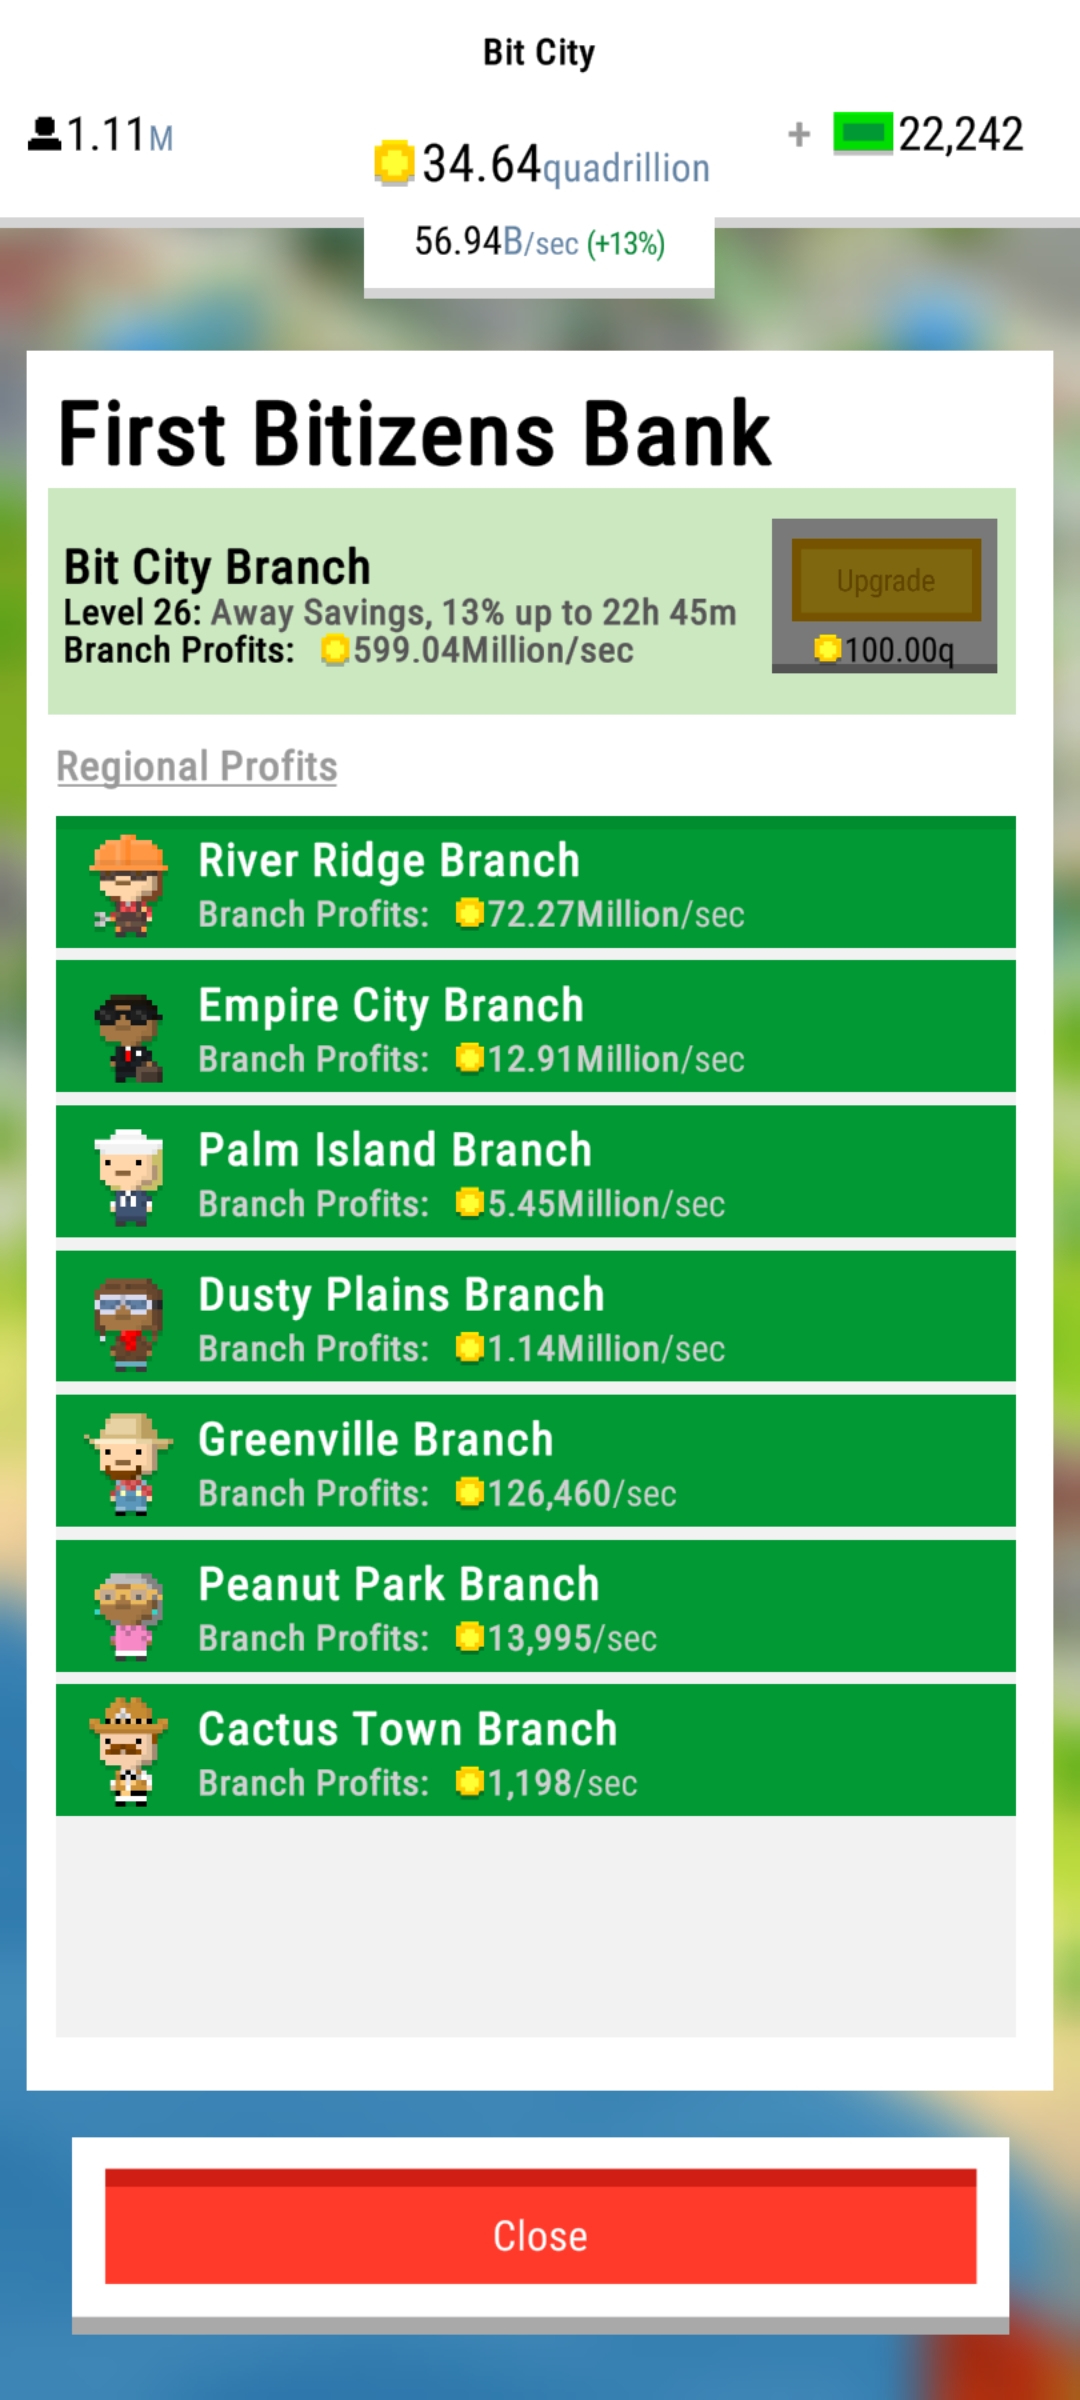 Bit City
1.11M
+ 22,242
34.64quadrillion
56.94B/sec (+13%)
First Bitizens Bank
Bit City Branch
Level 26: Away Savings, 13% up to 22h 45m
Branch Profits: 599.04Million/sec
Upgrade
100.00q
Regional Profits
River Ridge Branch
Branch Profits: 72.27Million/sec
Empire City Branch
Branch Profits: 12.91Million/sec
Palm Island Branch
Branch Profits: 5.45Million/sec
Dusty Plains Branch
Branch Profits: 1.14Million/sec
Greenville Branch
Branch Profits: 126,460/sec
Peanut Park Branch
Branch Profits: 13,995/sec
Cactus Town Branch
Branch Profits: 1,198/sec
Close